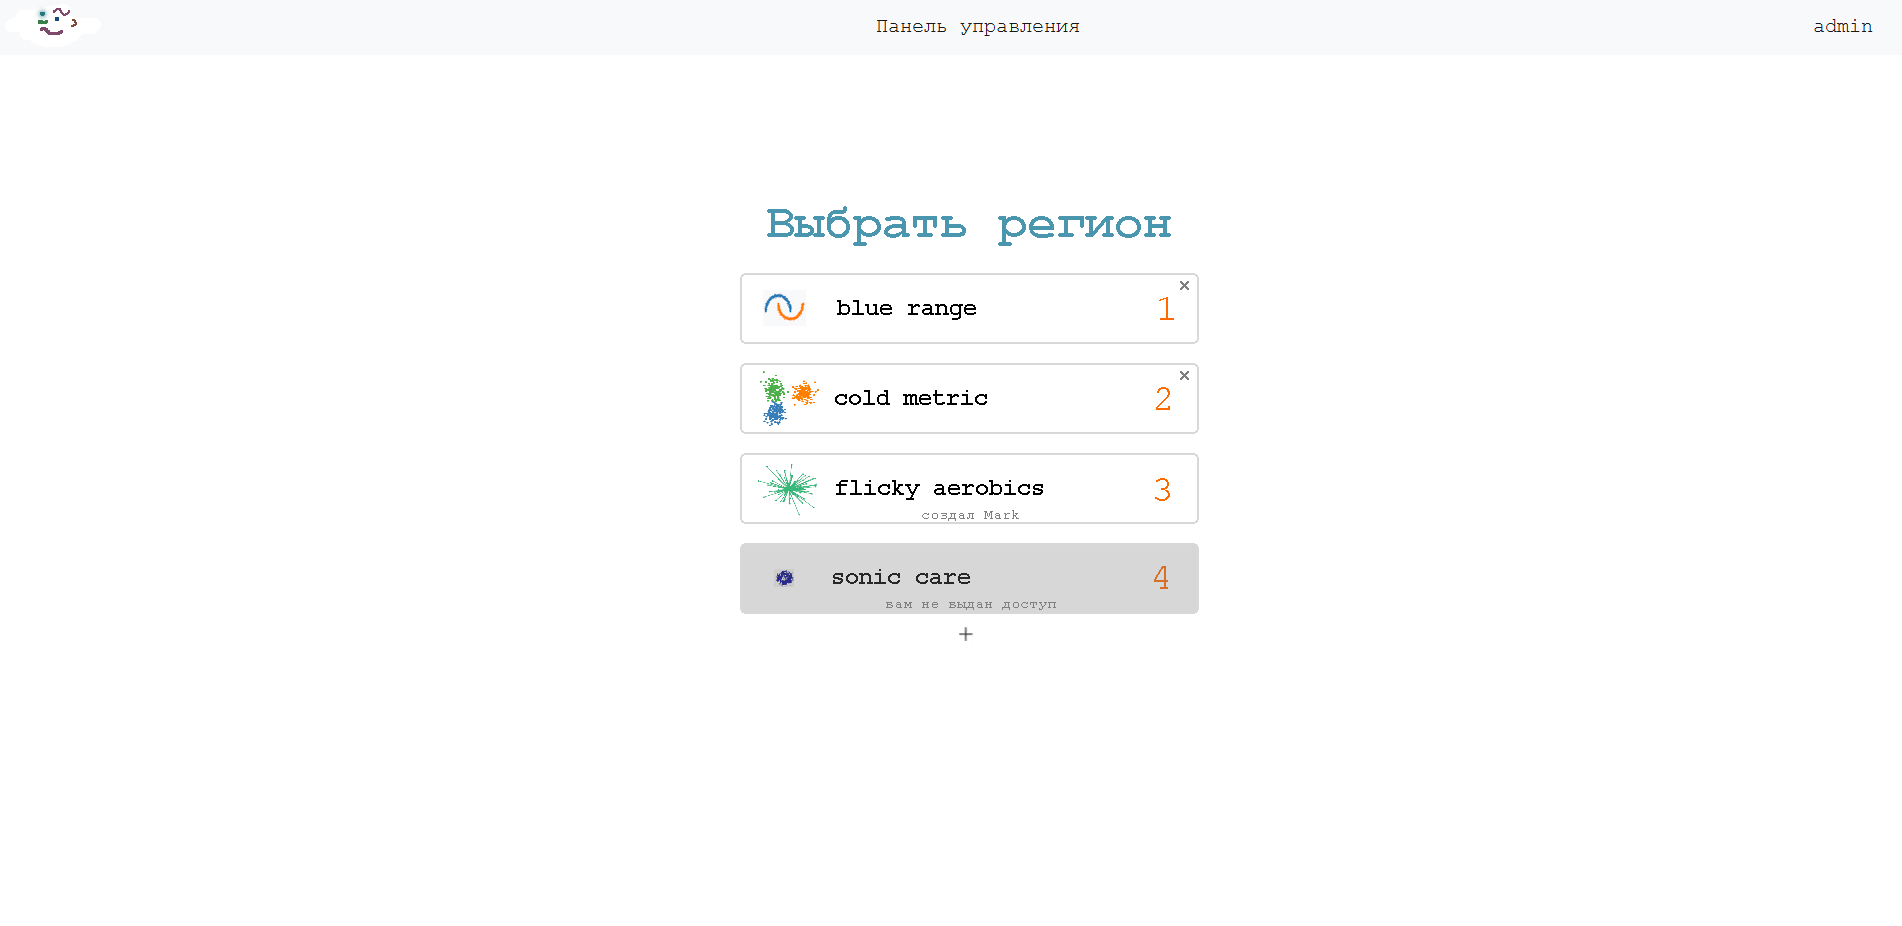 Панель управления
admin
Выбрать регион
×
blue range 1
×
cold metric 2
flicky aerobics 3
создал Mark
sonic care 4
вам не выдан доступ
+